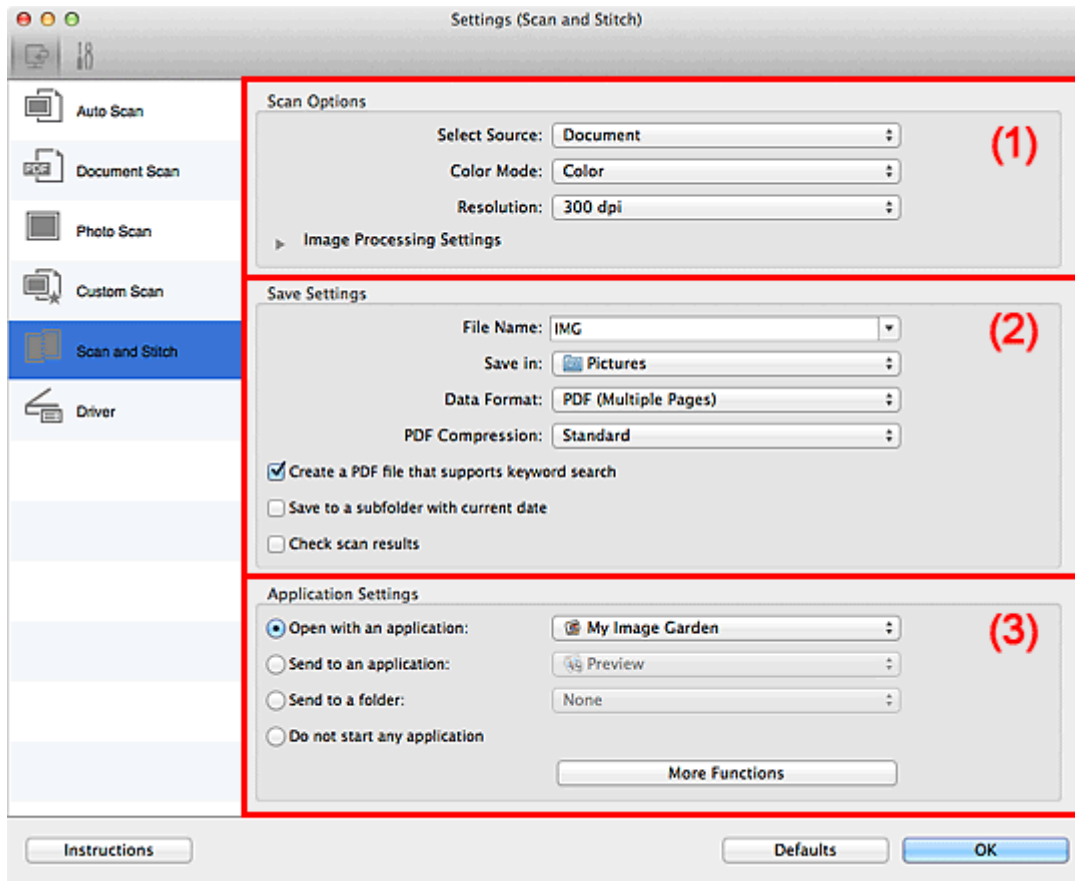 Settings (Scan and Stitch)
Auto Scan
PDF
Document Scan
Photo Scan
Custom Scan
Scan and Stitch
Driver
Scan Options
(1)
Select Source: Document
Color Mode: Color
Resolution: 300 dpi
Image Processing Settings
Save Settings
(2)
File Name: IMG
Save in: Pictures
Data Format: PDF (Multiple Pages)
PDF Compression: Standard
Create a PDF file that supports keyword search
Save to a subfolder with current date
Check scan results
Application Settings
(3)
Open with an application: My Image Garden
Send to an application: Preview
Send to a folder: None
Do not start any application
More Functions
Instructions Defaults OK